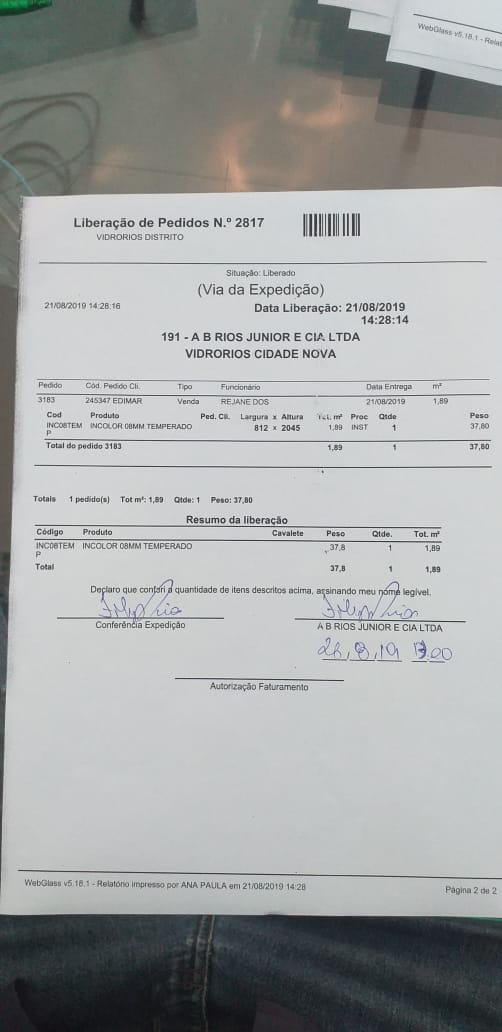 WebGlass v5.18.1 - Relat
Liberação de Pedidos N.º 2817
VIDRORIOS DISTRITO
Situação: Liberado
(Via da Expedição)
21/08/2019 14:28:16 Data Liberação: 21/08/2019
14:28:14
191 - A B RIOS JUNIOR E CIA LTDA
VIDRORIOS CIDADE NOVA
Pedido Cód. Pedido Cli. Tipo Funcionário Data Entrega m²
3183 245347 EDIMAR Venda REJANE DOS 21/08/2019 1,89
Cod Produto Ped. Cli. Largura x Altura Tot. m² Proc Qtde Peso
INC08TEM INCOLOR 08MM TEMPERADO 812 x 2045 1,89 INST 1 37,80
P
Total do pedido 3183 1,89 1 37,80
Totais 1 pedido(s) Tot m²: 1,89 Qtde: 1 Peso: 37,80
Resumo da liberação
Código Produto Cavalete Peso Qtde. Tot. m²
INC08TEM INCOLOR 08MM TEMPERADO 37,8 1 1,89
P
Total 37,8 1 1,89
Declaro que conferi a quantidade de itens descritos acima, assinando meu nome legível.
Conferência Expedição A B RIOS JUNIOR E CIA LTDA
Autorização Faturamento
WebGlass v5.18.1 - Relatório impresso por ANA PAULA em 21/08/2019 14:28 Página 2 de 2